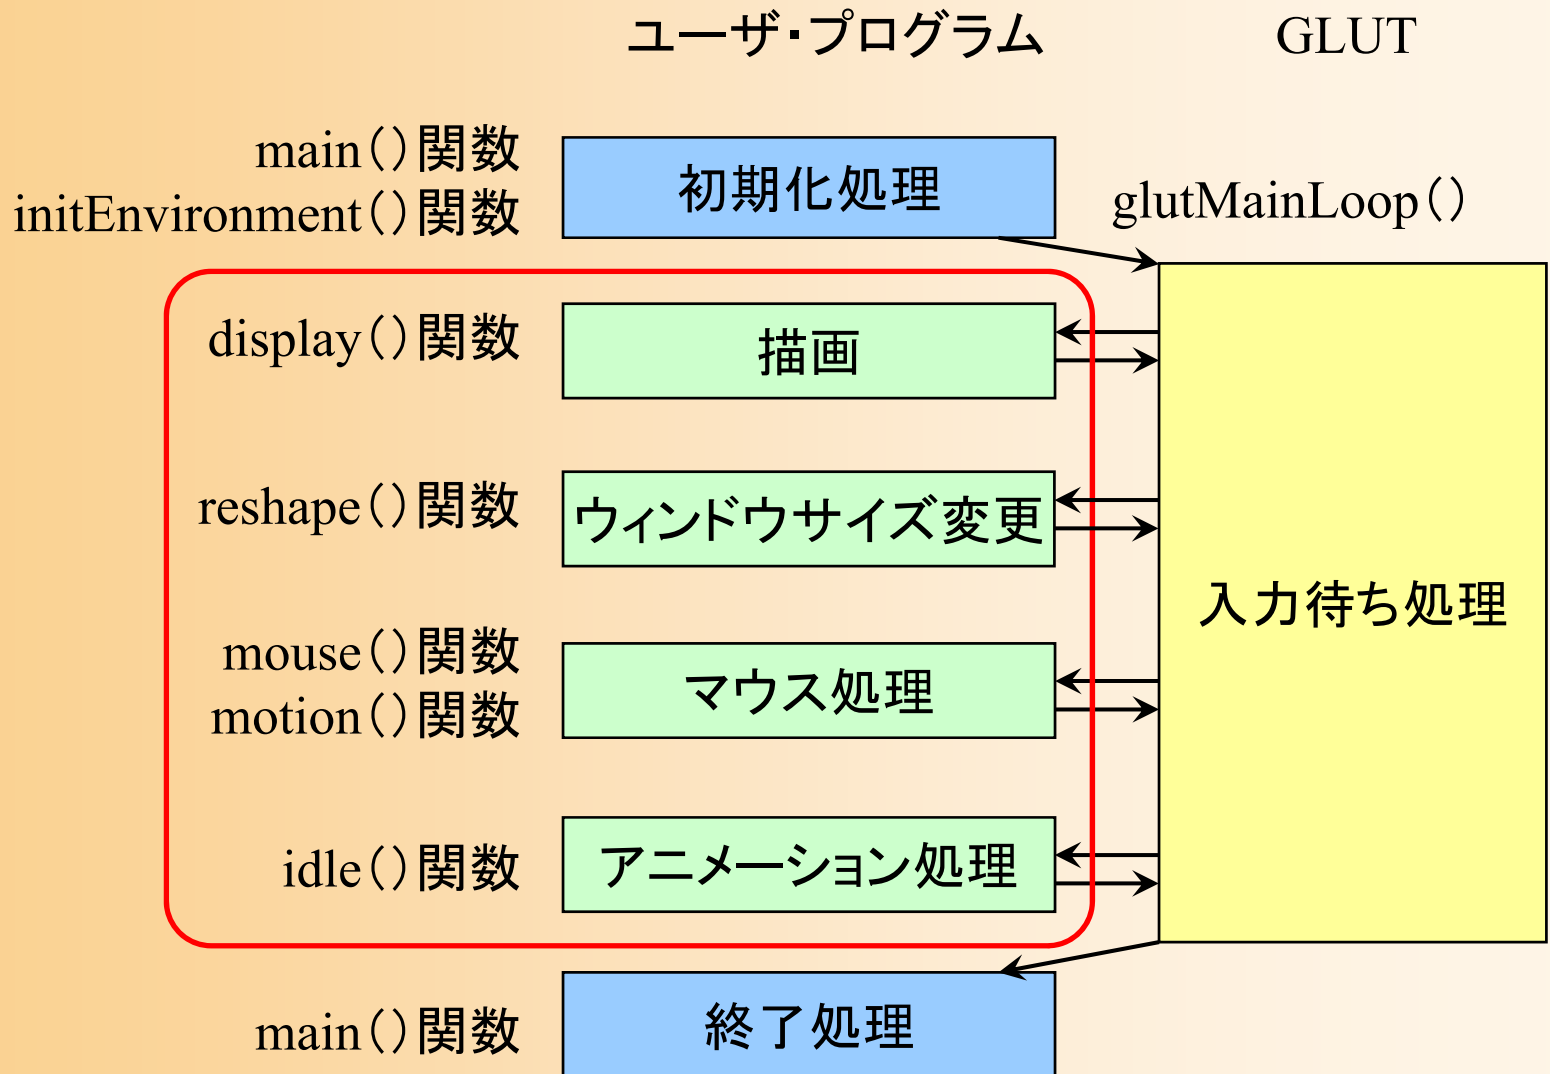 ユーザ・プログラム
GLUT
main()関数
initEnvironment()関数
初期化処理
glutMainLoop()
display()関数
描画
reshape()関数
ウィンドウサイズ変更
入力待ち処理
mouse()関数
motion()関数
マウス処理
idle()関数
アニメーション処理
main()関数
終了処理